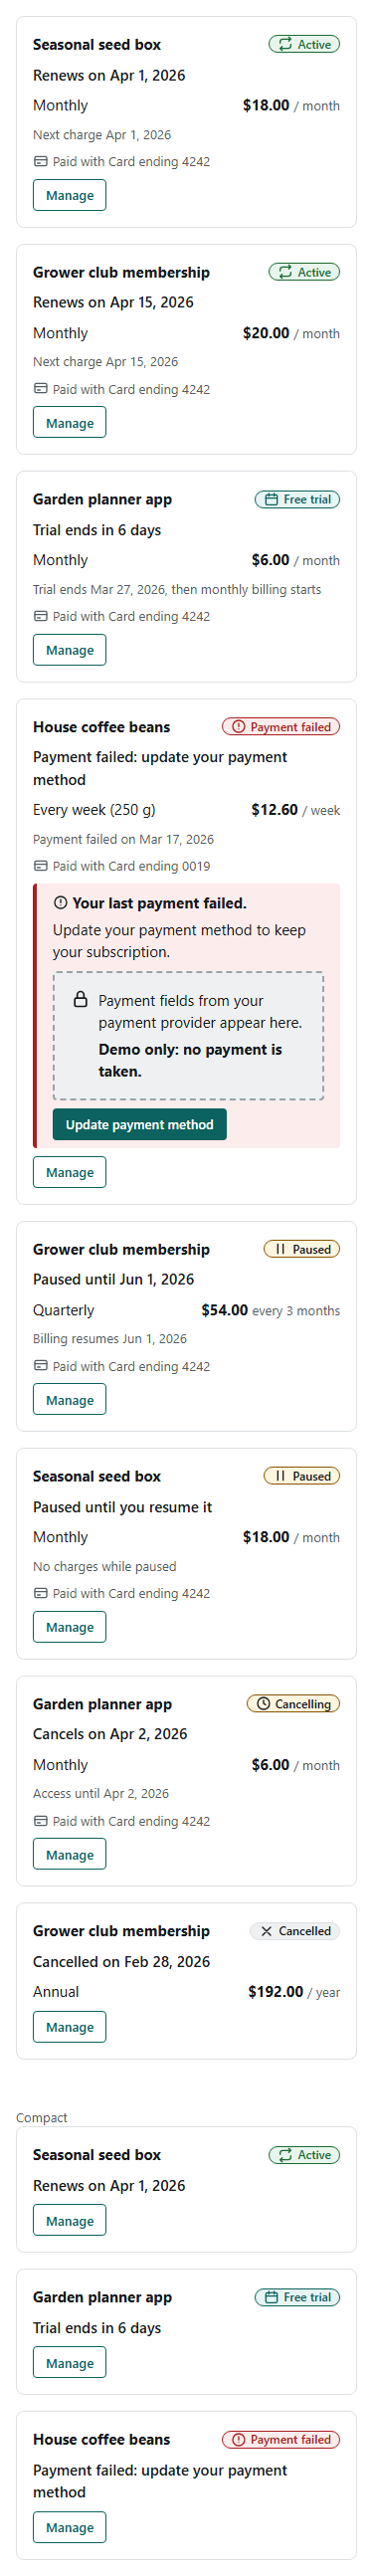 Seasonal seed box
Active
Renews on Apr 1, 2026
Monthly
$18.00 / month
Next charge Apr 1, 2026
Paid with Card ending 4242
Manage
Grower club membership
Active
Renews on Apr 15, 2026
Monthly
$20.00 / month
Next charge Apr 15, 2026
Paid with Card ending 4242
Manage
Garden planner app
Free trial
Trial ends in 6 days
Monthly
$6.00 / month
Trial ends Mar 27, 2026, then monthly billing starts
Paid with Card ending 4242
Manage
House coffee beans
Payment failed
Payment failed: update your payment
method
Every week (250 g)
$12.60 / week
Payment failed on Mar 17, 2026
Paid with Card ending 0019
Your last payment failed.
Update your payment method to keep
your subscription.
Payment fields from your
payment provider appear here.
Demo only: no payment is
taken.
Update payment method
Manage
Grower club membership
Paused
Paused until Jun 1, 2026
Quarterly
$54.00 every 3 months
Billing resumes Jun 1, 2026
Paid with Card ending 4242
Manage
Seasonal seed box
Paused
Paused until you resume it
Monthly
$18.00 / month
No charges while paused
Paid with Card ending 4242
Manage
Garden planner app
Cancelling
Cancels on Apr 2, 2026
Monthly
$6.00 / month
Access until Apr 2, 2026
Paid with Card ending 4242
Manage
Grower club membership
Cancelled
Cancelled on Feb 28, 2026
Annual
$192.00 / year
Manage
Compact
Seasonal seed box
Active
Renews on Apr 1, 2026
Manage
Garden planner app
Free trial
Trial ends in 6 days
Manage
House coffee beans
Payment failed
Payment failed: update your payment
method
Manage